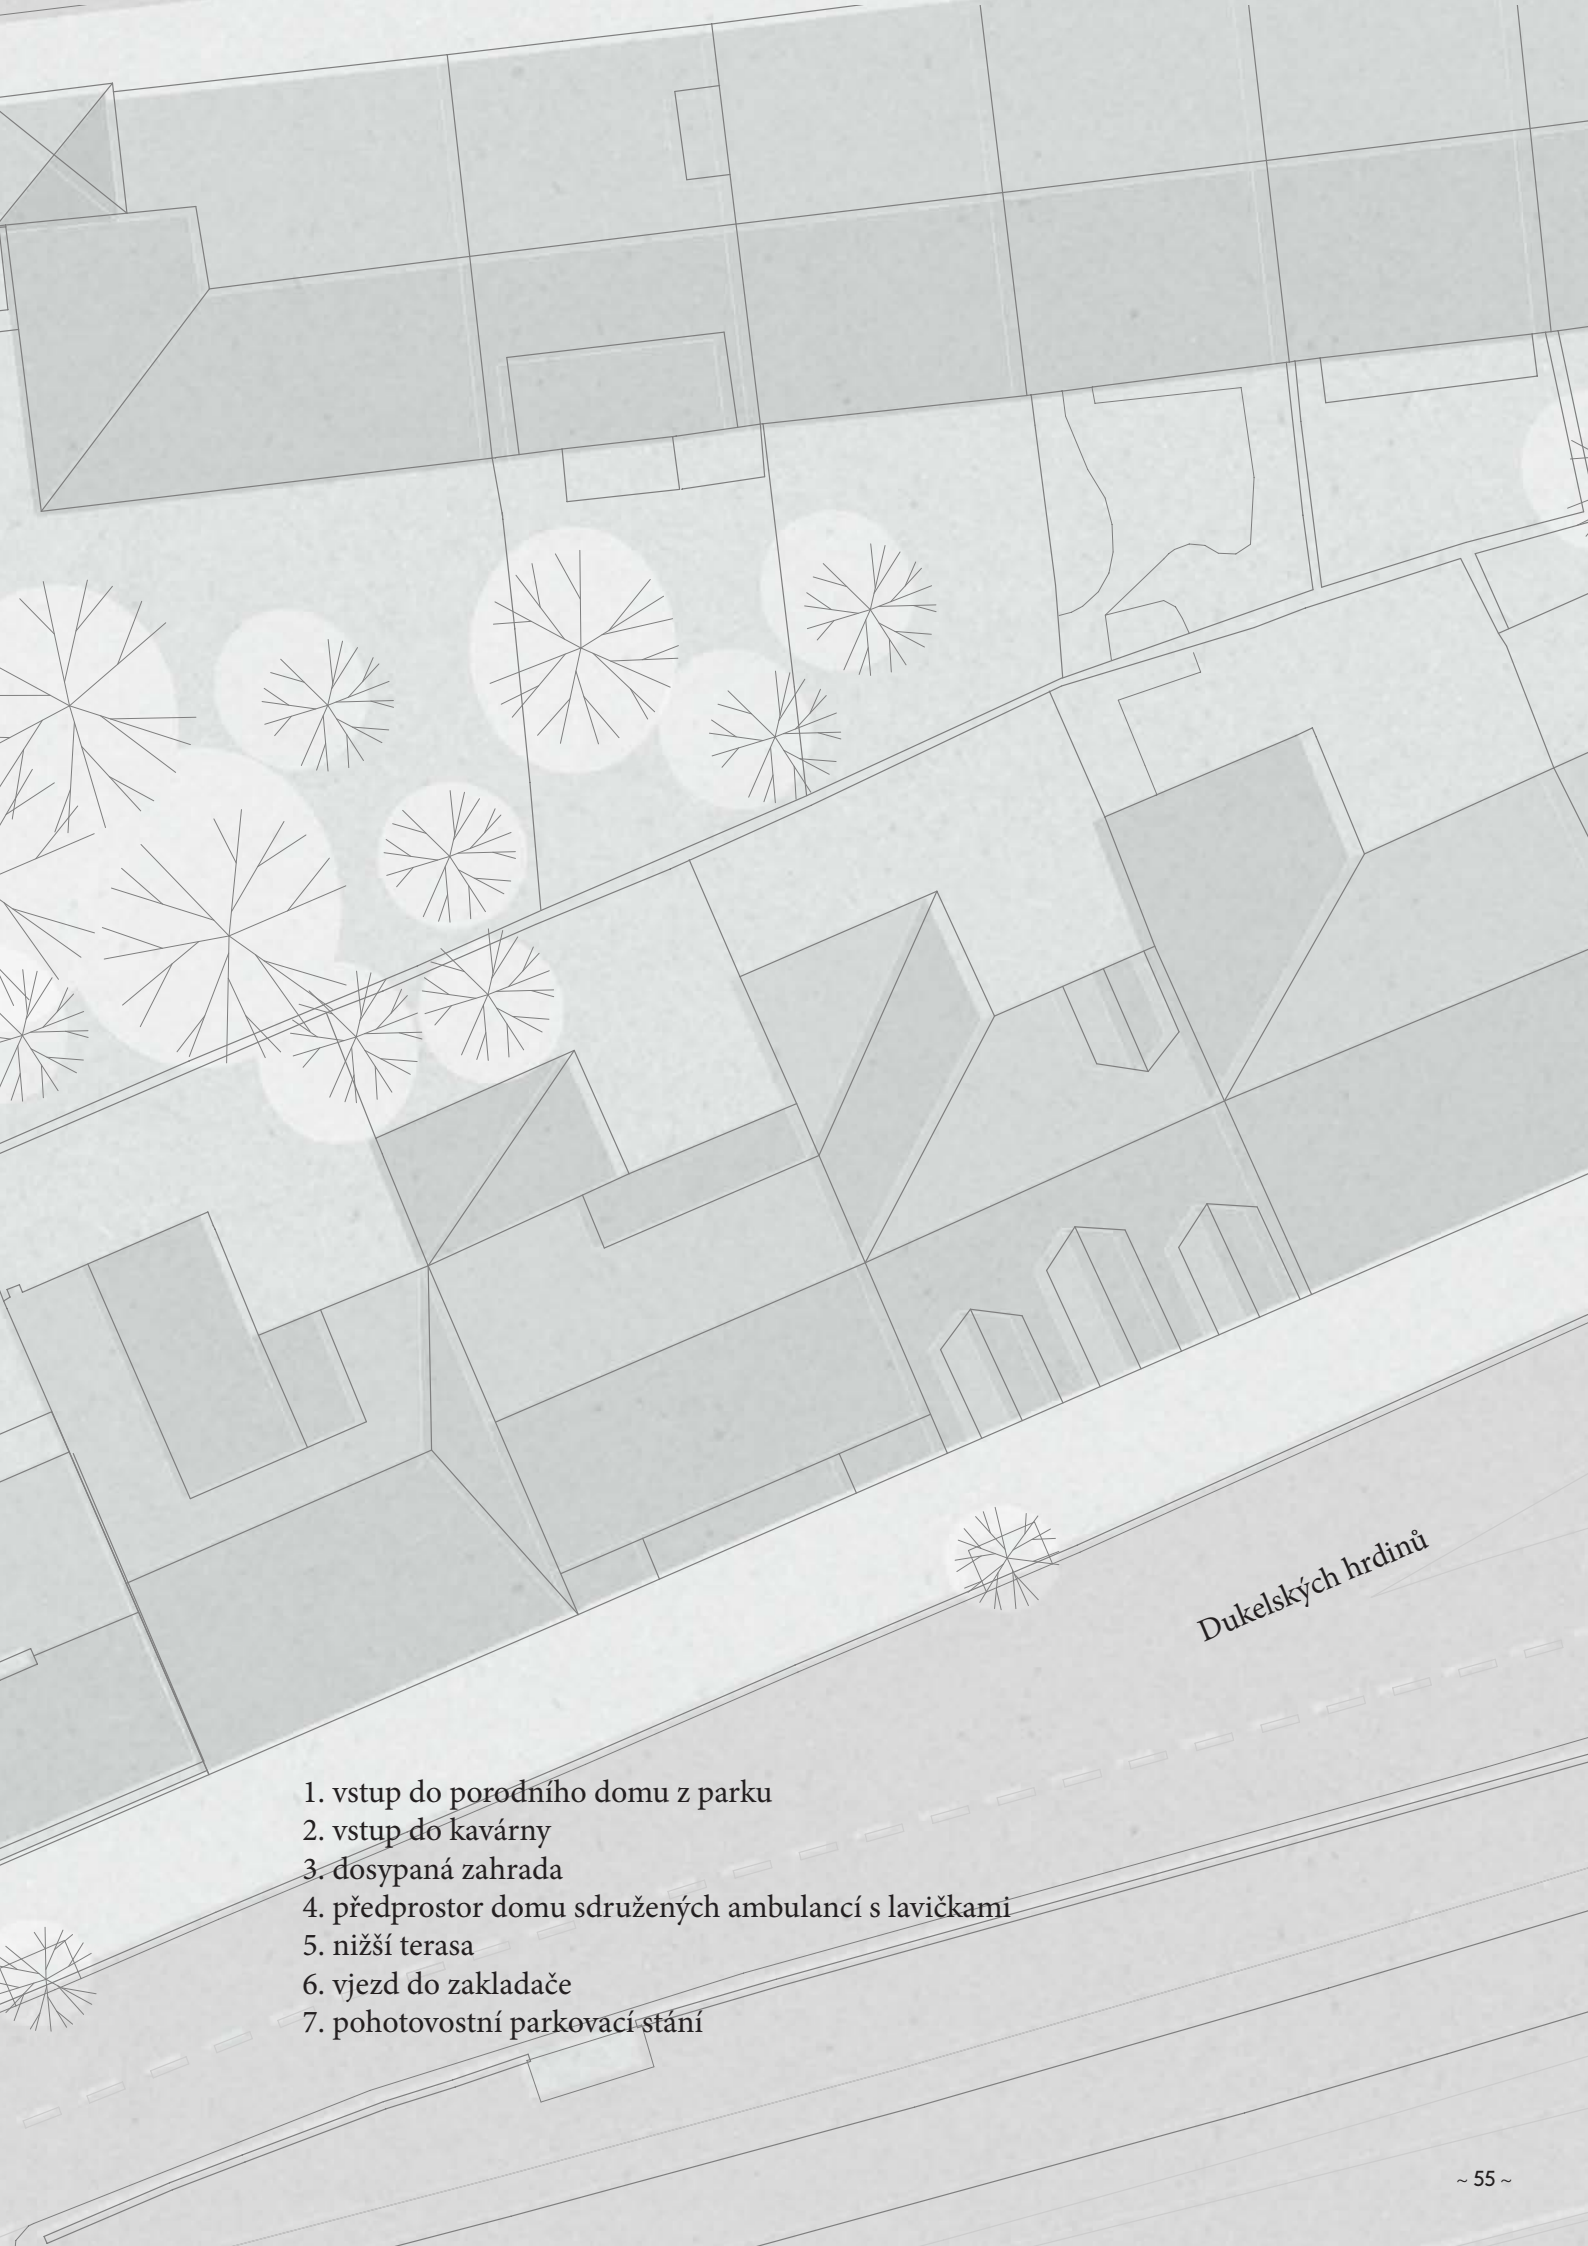 Dukelských hrdinů
1. vstup do porodního domu z parku
2. vstup do kavárny
3. dosypaná zahrada
4. předprostor domu sdružených ambulancí s lavičkami
5. nižší terasa
6. vjezd do zakladače
7. pohotovostní parkovací stání
~ 55 ~